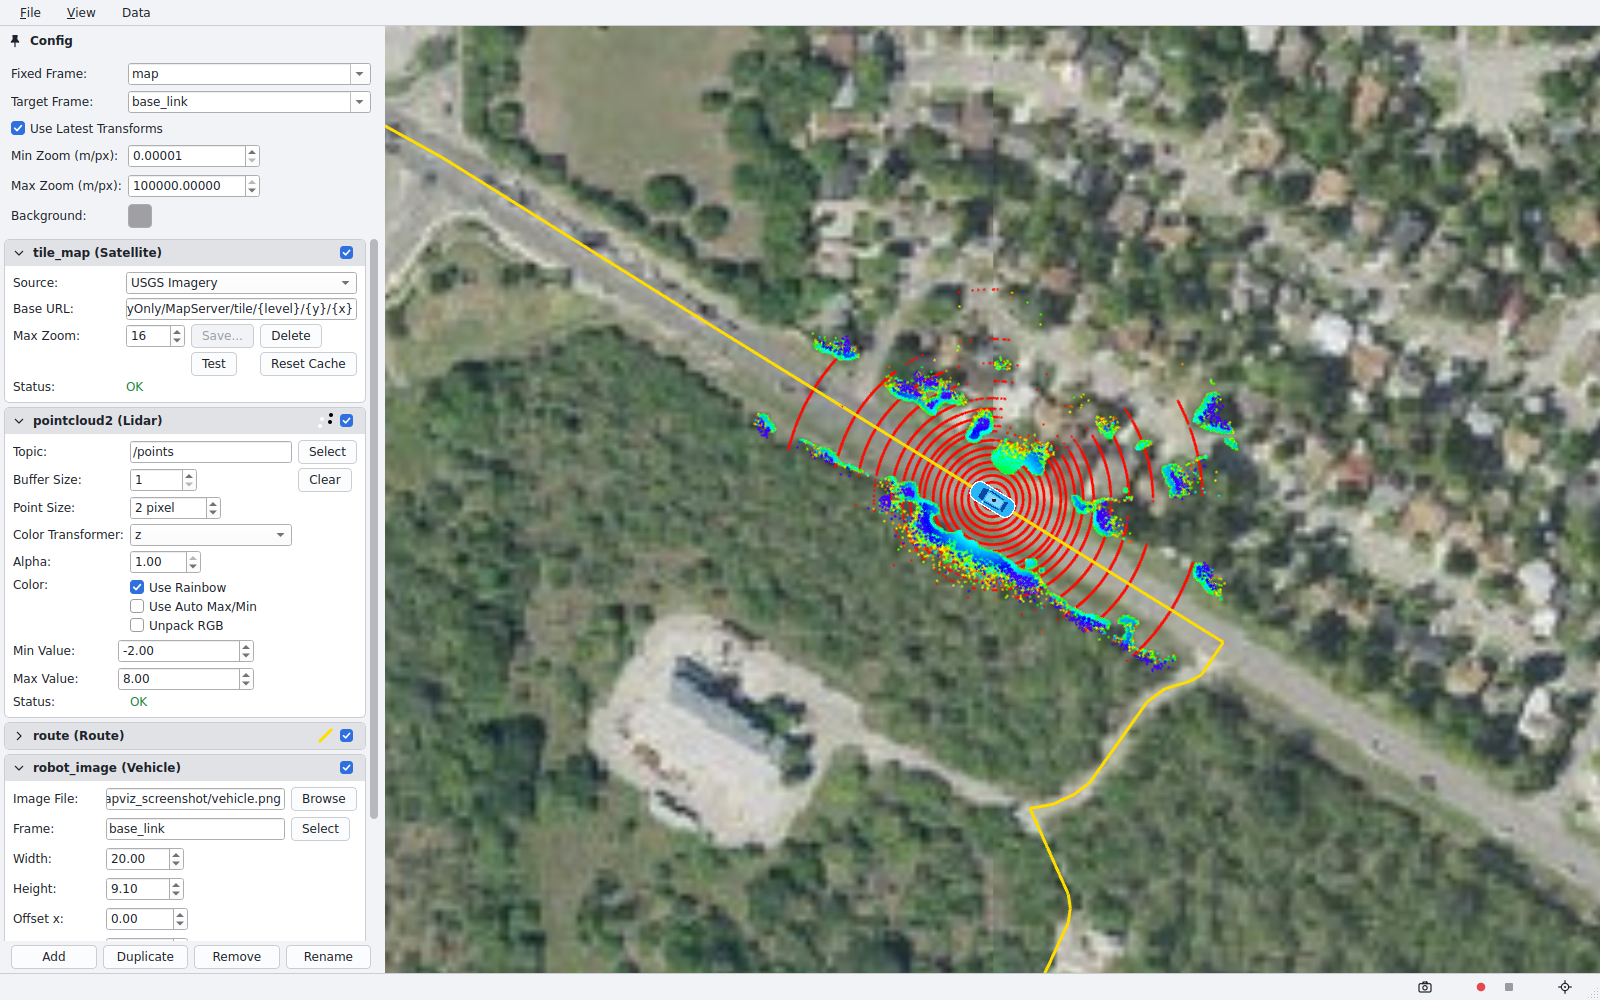 File View Data
Config
Fixed Frame: map
Target Frame: base_link
Use Latest Transforms
Min Zoom (m/px): 0.00001
Max Zoom (m/px): 100000.00000
Background:
tile_map (Satellite)
Source: USGS Imagery
Base URL: yOnly/MapServer/tile/{level}/{y}/{x}
Max Zoom: 16 Save... Delete
Test Reset Cache
Status: OK
pointcloud2 (Lidar)
Topic: /points Select
Buffer Size: 1 Clear
Point Size: 2 pixel
Color Transformer: z
Alpha: 1.00
Color: Use Rainbow
Use Auto Max/Min
Unpack RGB
Min Value: -2.00
Max Value: 8.00
Status: OK
route (Route)
robot_image (Vehicle)
Image File: apviz_screenshot/vehicle.png Browse
Frame: base_link Select
Width: 20.00
Height: 9.10
Offset x: 0.00
Add Duplicate Remove Rename